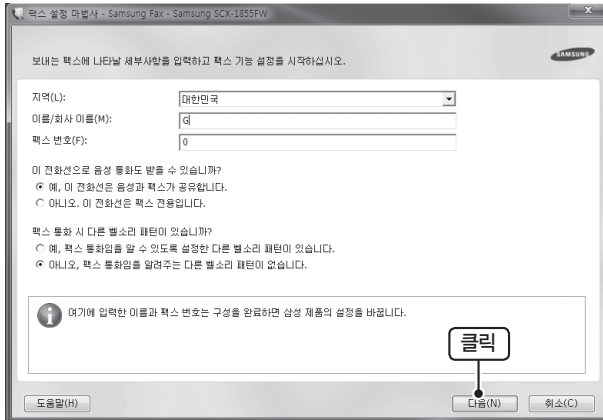 팩스 설정 마법사 - Samsung Fax - Samsung SCX-1855FW
보내는 팩스에 나타날 세부사항을 입력하고 팩스 기능 설정을 시작하십시오.
SAMSUNG
지역(L): 대한민국
이름/회사 이름(M): G
팩스 번호(F): 0
이 전화선으로 음성 통화도 받을 수 있습니까?
예, 이 전화선은 음성과 팩스가 공유합니다.
아니오. 이 전화선은 팩스 전용입니다.
팩스 통화 시 다른 벨소리 패턴이 있습니까?
예, 팩스 통화임을 알 수 있도록 설정한 다른 벨소리 패턴이 있습니다.
아니오, 팩스 통화임을 알려주는 다른 벨소리 패턴이 없습니다.
여기에 입력한 이름과 팩스 번호는 구성을 완료하면 삼성 제품의 설정을 바꿉니다.
클릭
도움말(H) 다음(N) 취소(C)